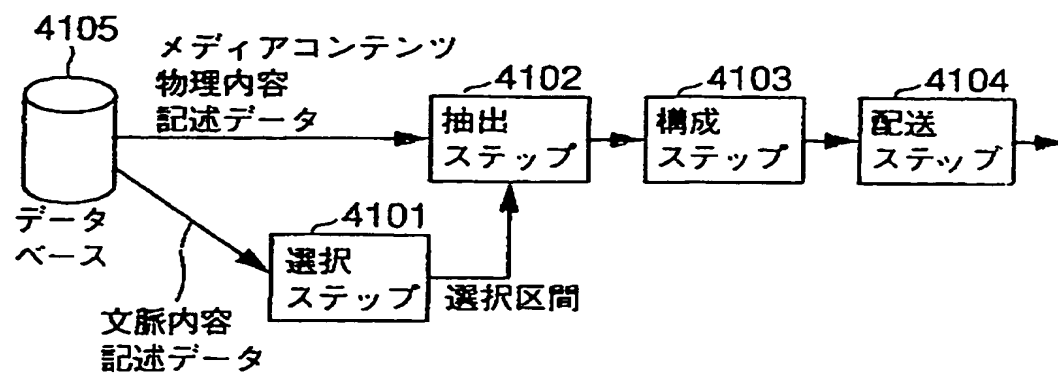 4105
メディアコンテンツ
物理内容
記述データ
4102
抽出
ステップ
4103
構成
ステップ
4104
配送
ステップ
データ
ベース
4101
選択
ステップ
選択区間
文脈内容
記述データ